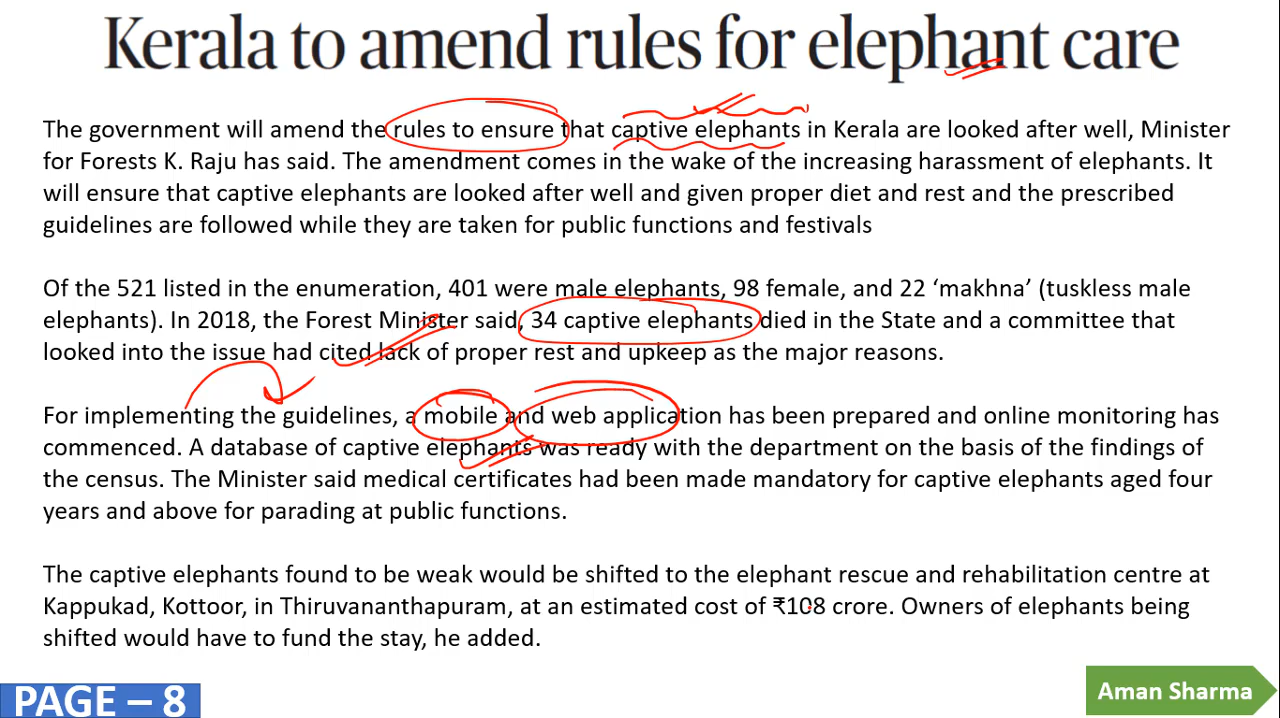 Kerala to amend rules for elephant care
The government will amend the rules to ensure that captive elephants in Kerala are looked after well, Minister
for Forests K. Raju has said. The amendment comes in the wake of the increasing harassment of elephants. It
will ensure that captive elephants are looked after well and given proper diet and rest and the prescribed
guidelines are followed while they are taken for public functions and festivals
Of the 521 listed in the enumeration, 401 were male elephants, 98 female, and 22 ‘makhna’ (tuskless male
elephants). In 2018, the Forest Minister said, 34 captive elephants died in the State and a committee that
looked into the issue had cited lack of proper rest and upkeep as the major reasons.
For implementing the guidelines, a mobile and web application has been prepared and online monitoring has
commenced. A database of captive elephants was ready with the department on the basis of the findings of
the census. The Minister said medical certificates had been made mandatory for captive elephants aged four
years and above for parading at public functions.
The captive elephants found to be weak would be shifted to the elephant rescue and rehabilitation centre at
Kappukad, Kottoor, in Thiruvananthapuram, at an estimated cost of ₹108 crore. Owners of elephants being
shifted would have to fund the stay, he added.
PAGE – 8
Aman Sharma